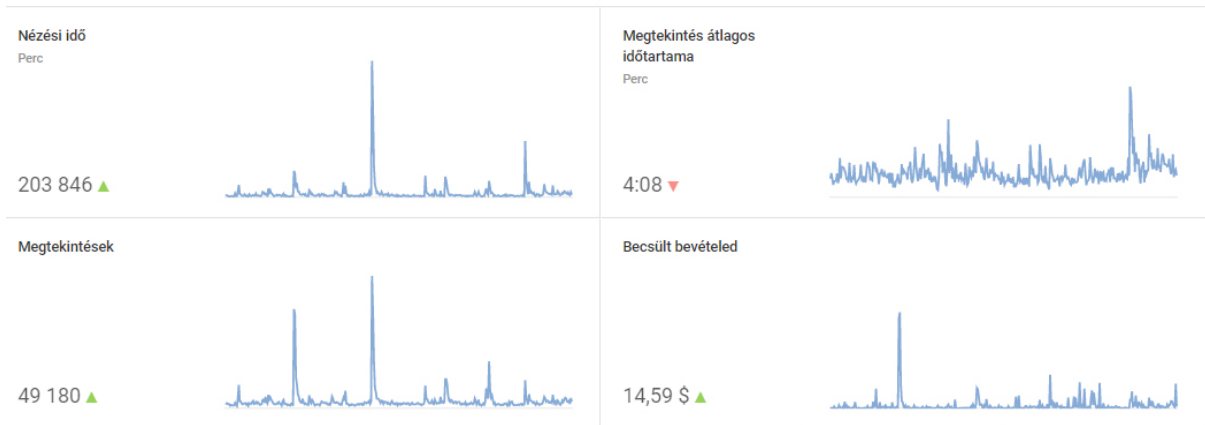 Nézési idő
Perc
203 846
Megtekintés átlagos
időtartama
Perc
4:08
Megtekintések
49 180
Becsült bevételed
14,59 $